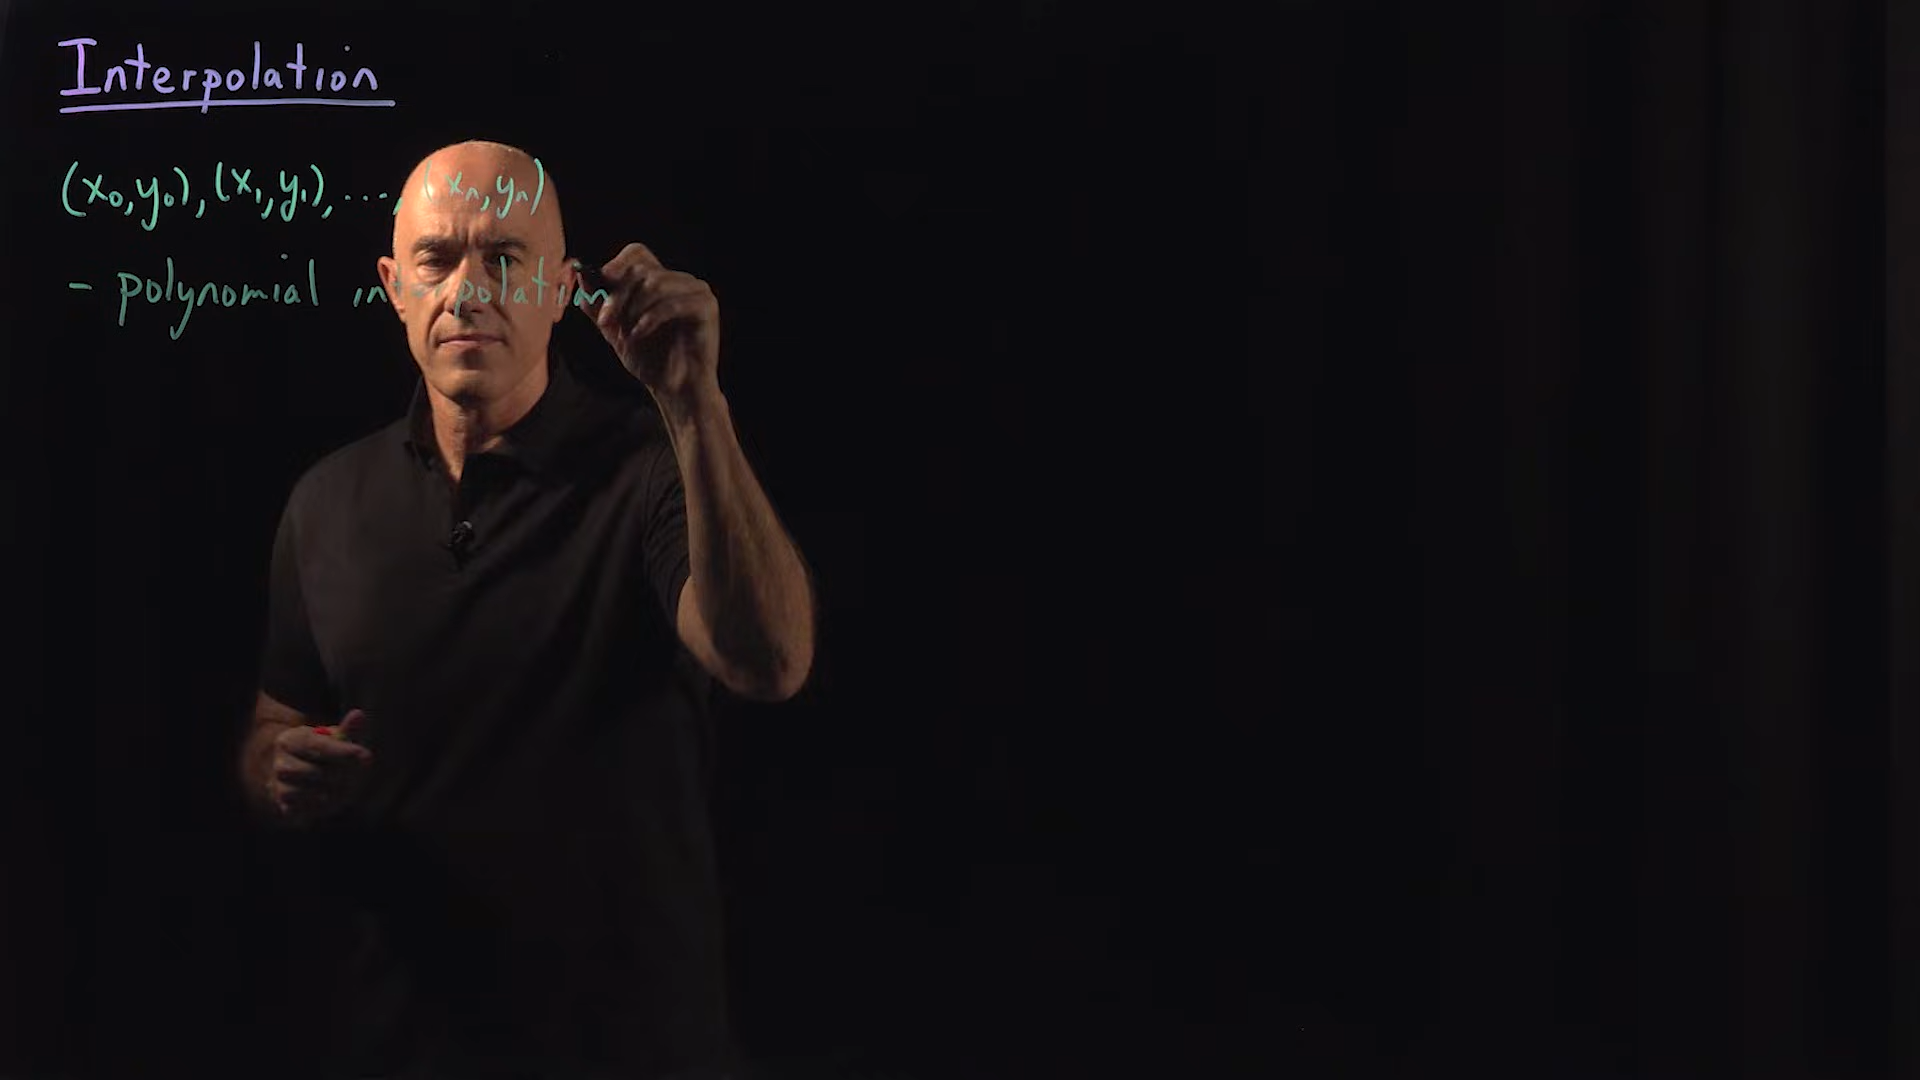 Interpolation
(x₀,y₀), (x₁,y₁), ..., (xₙ,yₙ)
- polynomial interpolation